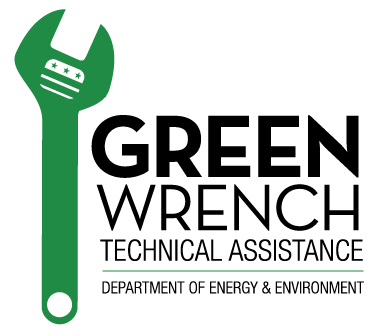 GREEN
WRENCH
TECHNICAL ASSISTANCE
DEPARTMENT OF ENERGY & ENVIRONMENT